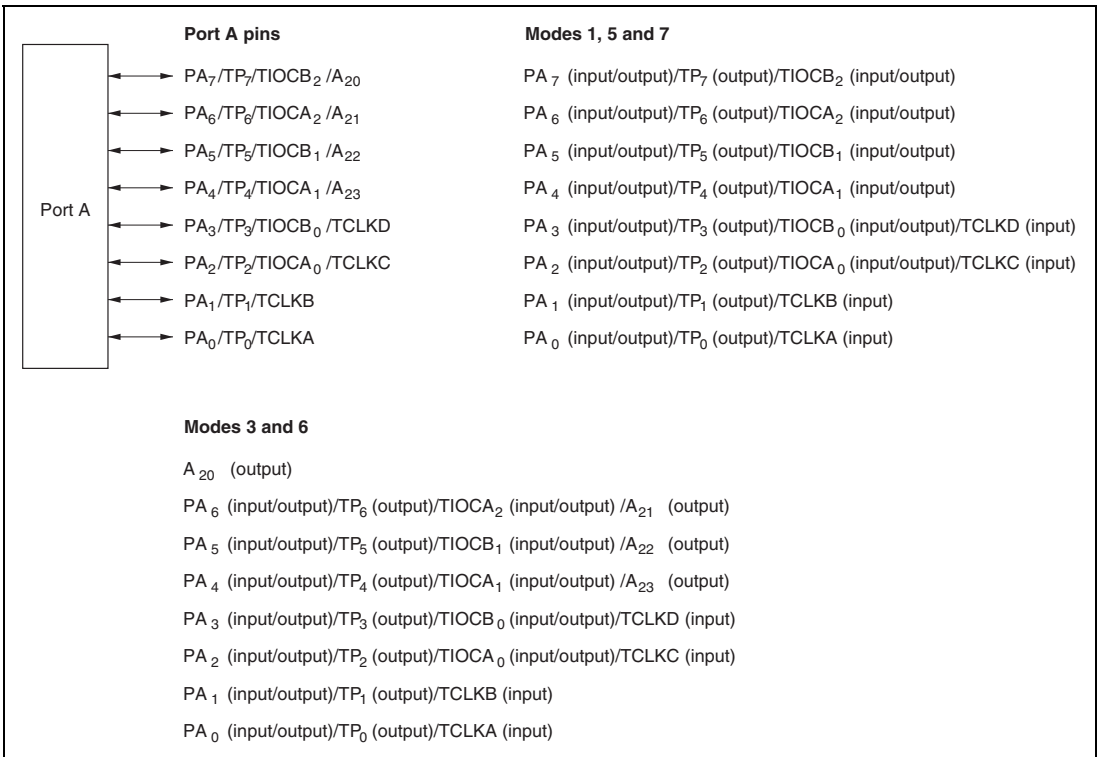 Port A pins Modes 1, 5 and 7
PA7/TP7/TIOCB2 /A20 PA 7 (input/output)/TP7 (output)/TIOCB2 (input/output)
PA6/TP6/TIOCA2 /A21 PA 6 (input/output)/TP6 (output)/TIOCA2 (input/output)
PA5/TP5/TIOCB1 /A22 PA 5 (input/output)/TP5 (output)/TIOCB1 (input/output)
PA4/TP4/TIOCA1 /A23 PA 4 (input/output)/TP4 (output)/TIOCA1 (input/output)
Port A
PA3/TP3/TIOCB0 /TCLKD PA 3 (input/output)/TP3 (output)/TIOCB0 (input/output)/TCLKD (input)
PA2/TP2/TIOCA0 /TCLKC PA 2 (input/output)/TP2 (output)/TIOCA0 (input/output)/TCLKC (input)
PA1/TP1/TCLKB PA 1 (input/output)/TP1 (output)/TCLKB (input)
PA0/TP0/TCLKA PA 0 (input/output)/TP0 (output)/TCLKA (input)
Modes 3 and 6
A 20 (output)
PA 6 (input/output)/TP6 (output)/TIOCA2 (input/output) /A21 (output)
PA 5 (input/output)/TP5 (output)/TIOCB1 (input/output) /A22 (output)
PA 4 (input/output)/TP4 (output)/TIOCA1 (input/output) /A23 (output)
PA 3 (input/output)/TP3 (output)/TIOCB0 (input/output)/TCLKD (input)
PA 2 (input/output)/TP2 (output)/TIOCA0 (input/output)/TCLKC (input)
PA 1 (input/output)/TP1 (output)/TCLKB (input)
PA 0 (input/output)/TP0 (output)/TCLKA (input)